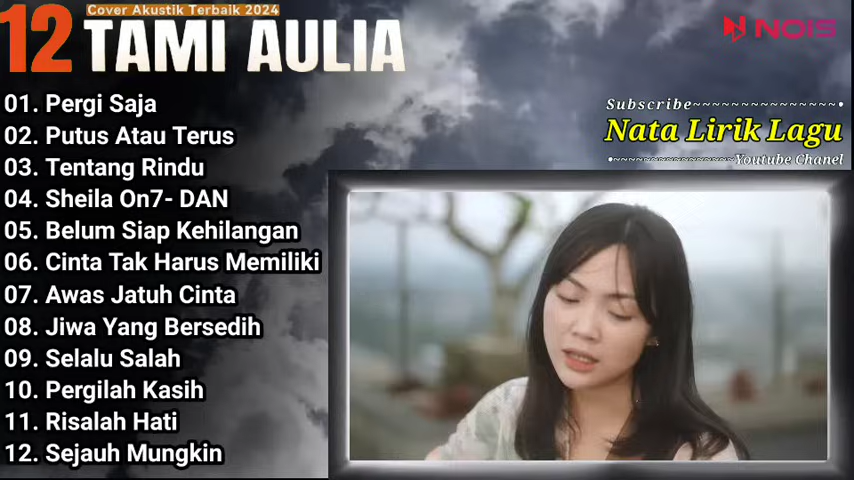 Cover Akustik Terbaik 2024
12 TAMI AULIA
NOIS
01. Pergi Saja
02. Putus Atau Terus
03. Tentang Rindu
04. Sheila On7- DAN
05. Belum Siap Kehilangan
06. Cinta Tak Harus Memiliki
07. Awas Jatuh Cinta
08. Jiwa Yang Bersedih
09. Selalu Salah
10. Pergilah Kasih
11. Risalah Hati
12. Sejauh Mungkin
Subscribe~~~~~~~~~~~~~~~•
Nata Lirik Lagu
•~~~~~~~~~~~~~~~~Youtube Chanel